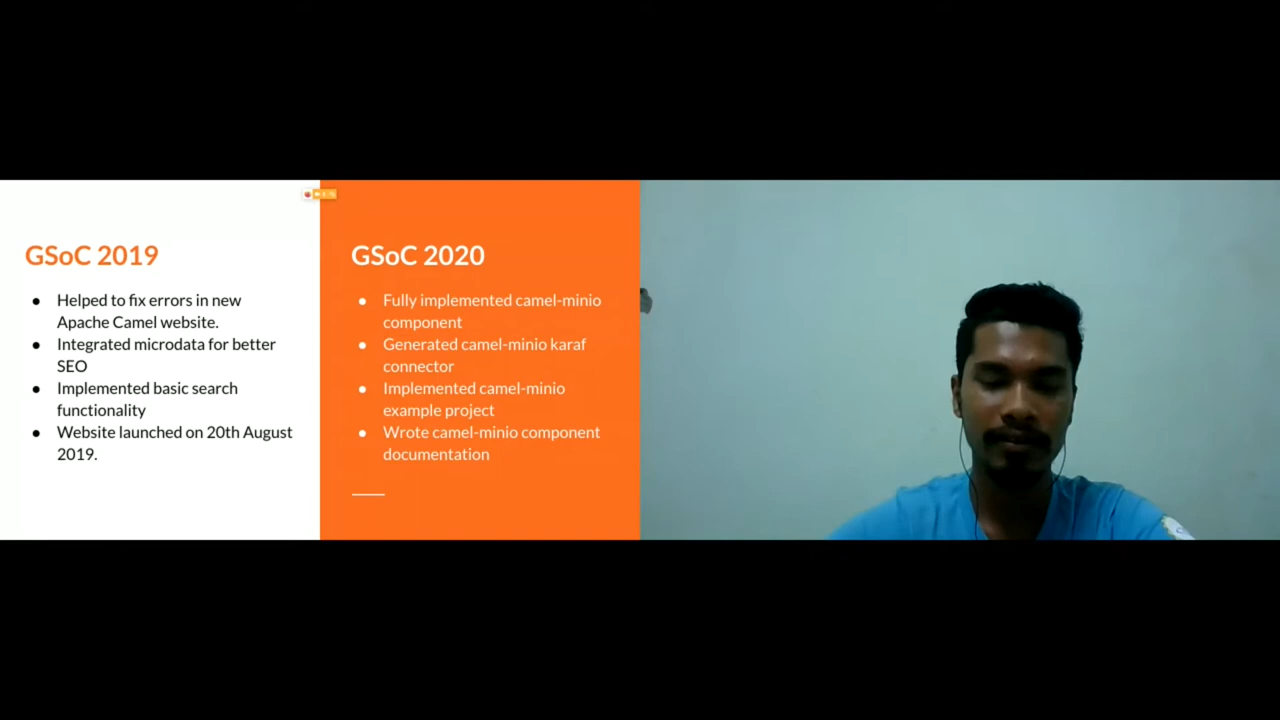 GSoC 2019
● Helped to fix errors in new
Apache Camel website.
● Integrated microdata for better
SEO
● Implemented basic search
functionality
● Website launched on 20th August
2019.
GSoC 2020
● Fully implemented camel-minio
component
● Generated camel-minio karaf
connector
● Implemented camel-minio
example project
● Wrote camel-minio component
documentation